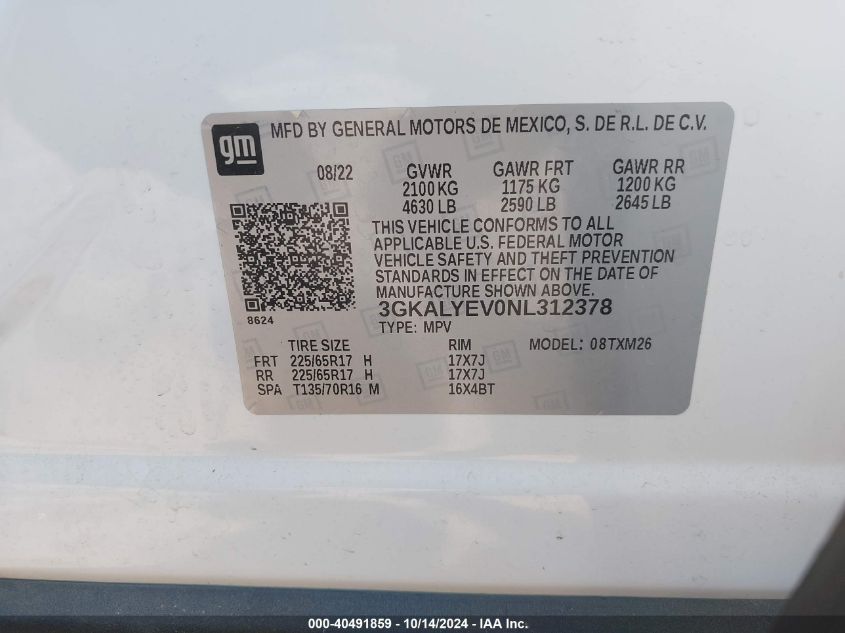 gm MFD BY GENERAL MOTORS DE MEXICO, S. DE R.L. DE C.V.
08/22 GVWR GAWR FRT GAWR RR
2100 KG 1175 KG 1200 KG
4630 LB 2590 LB 2645 LB
THIS VEHICLE CONFORMS TO ALL
APPLICABLE U.S. FEDERAL MOTOR
VEHICLE SAFETY AND THEFT PREVENTION
STANDARDS IN EFFECT ON THE DATE OF
MANUFACTURE SHOWN ABOVE.
8624 3GKALYEV0NL312378
TYPE: MPV
TIRE SIZE RIM MODEL: 08TXM26
FRT 225/65R17 H 17X7J
RR 225/65R17 H 17X7J
SPA T135/70R16 M 16X4BT
000-40491859 - 10/14/2024 - IAA Inc.